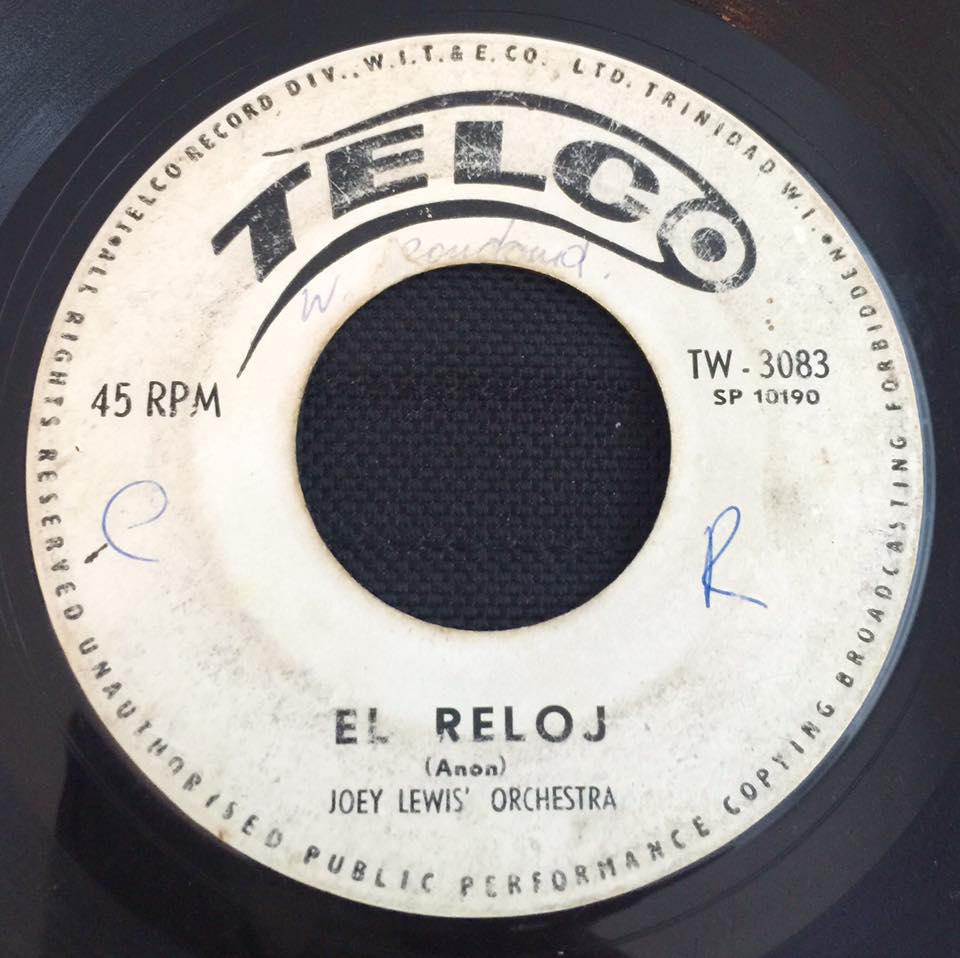 TELCO RECORD DIV., W.I.T. & E. CO., LTD. TRINIDAD W.I.
TELCO
45 RPM
TW - 3083
SP 10190
C
R
EL RELOJ
(Anon)
JOEY LEWIS' ORCHESTRA
ALL RIGHTS RESERVED UNAUTHORISED PUBLIC PERFORMANCE COPYING BROADCASTING FORBIDDEN